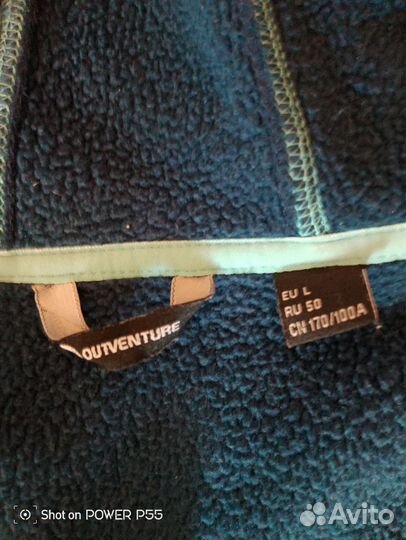 OUTVENTURE
EU L
RU 50
CN 170/100A
Shot on POWER P55
Avito